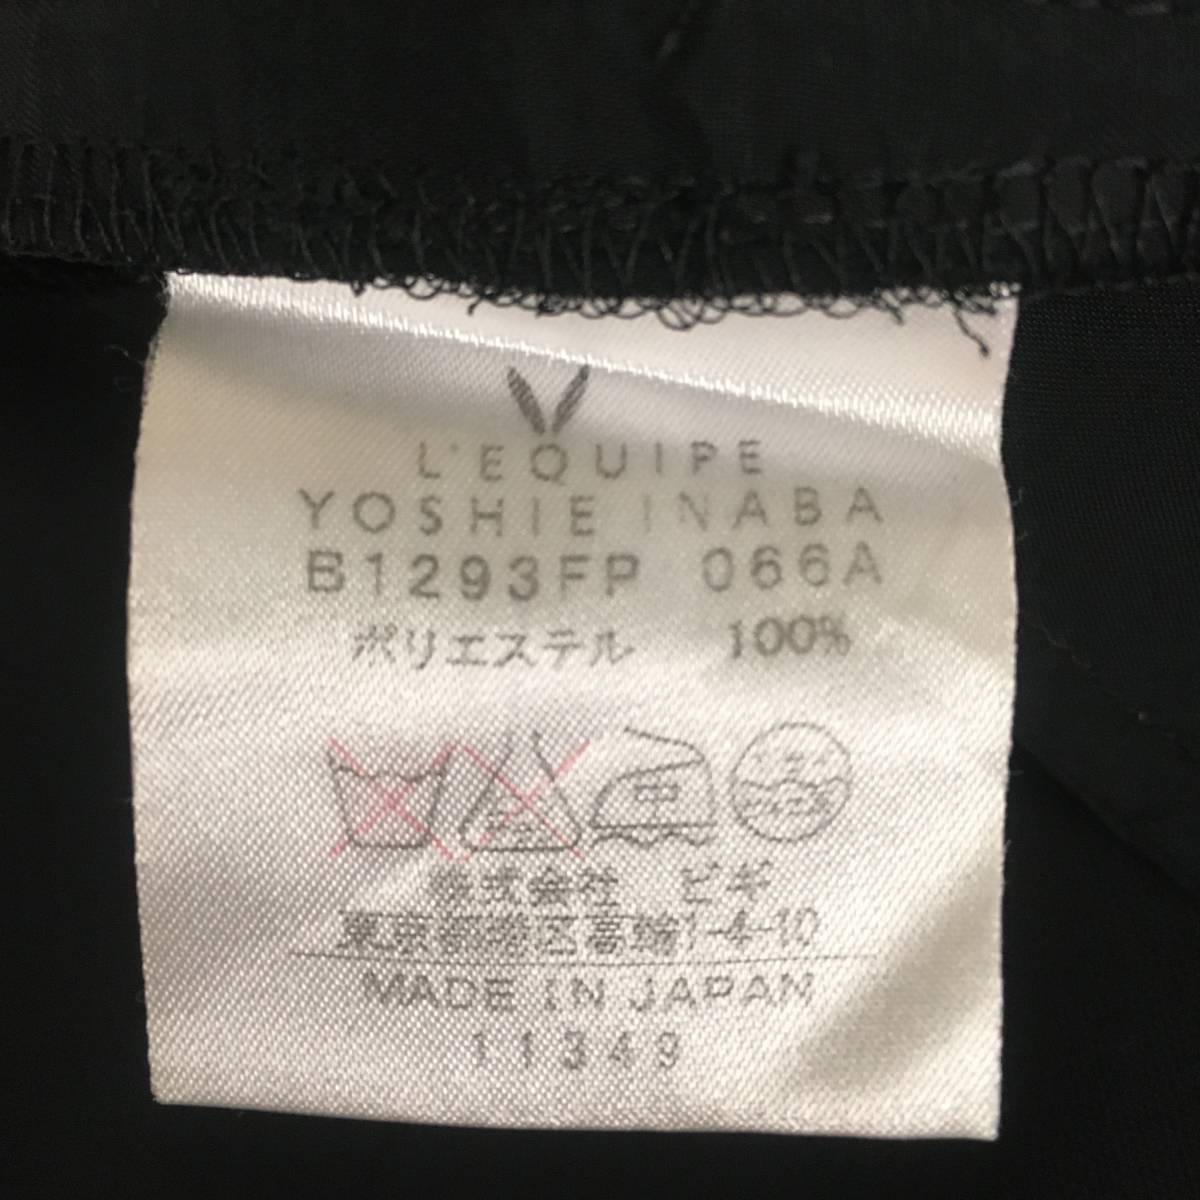 L'EQUIPE
YOSHIE INABA
B1293FP 066A
ポリエステル 100%
中
株式会社 ビギ
東京都港区高輪1-4-10
MADE IN JAPAN
11349